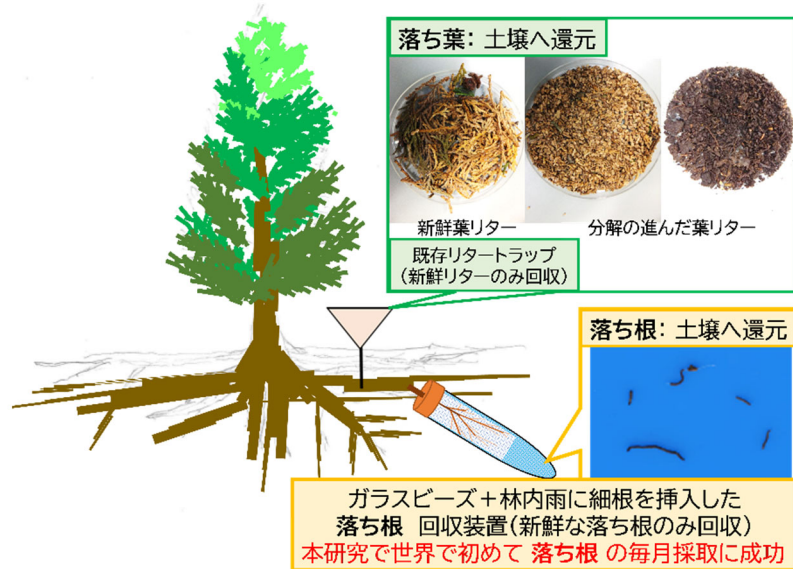 落ち葉: 土壌へ還元
新鮮葉リター
分解の進んだ葉リター
既存リタートラップ
(新鮮リターのみ回収)
落ち根: 土壌へ還元
ガラスビーズ+林内雨に細根を挿入した
落ち根 回収装置(新鮮な落ち根のみ回収)
本研究で世界で初めて 落ち根 の毎月採取に成功